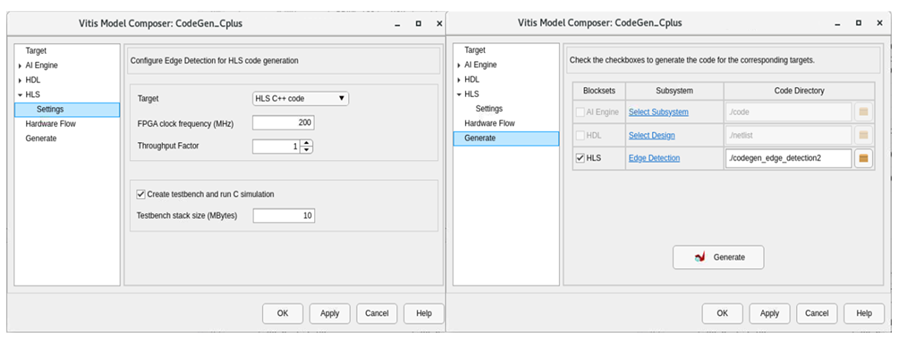 Vitis Model Composer: CodeGen_Cplus
Target
AI Engine
HDL
HLS
Settings
Hardware Flow
Generate
Configure Edge Detection for HLS code generation
Target HLS C++ code
FPGA clock frequency (MHz) 200
Throughput Factor 1
Create testbench and run C simulation
Testbench stack size (MBytes) 10
OK Apply Cancel Help
Vitis Model Composer: CodeGen_Cplus
Target
AI Engine
HDL
HLS
Settings
Hardware Flow
Generate
Check the checkboxes to generate the code for the corresponding targets.
Blocksets Subsystem Code Directory
AI Engine Select Subsystem ./code
HDL Select Design ./netlist
HLS Edge Detection ./codegen_edge_detection2
Generate
OK Apply Cancel Help